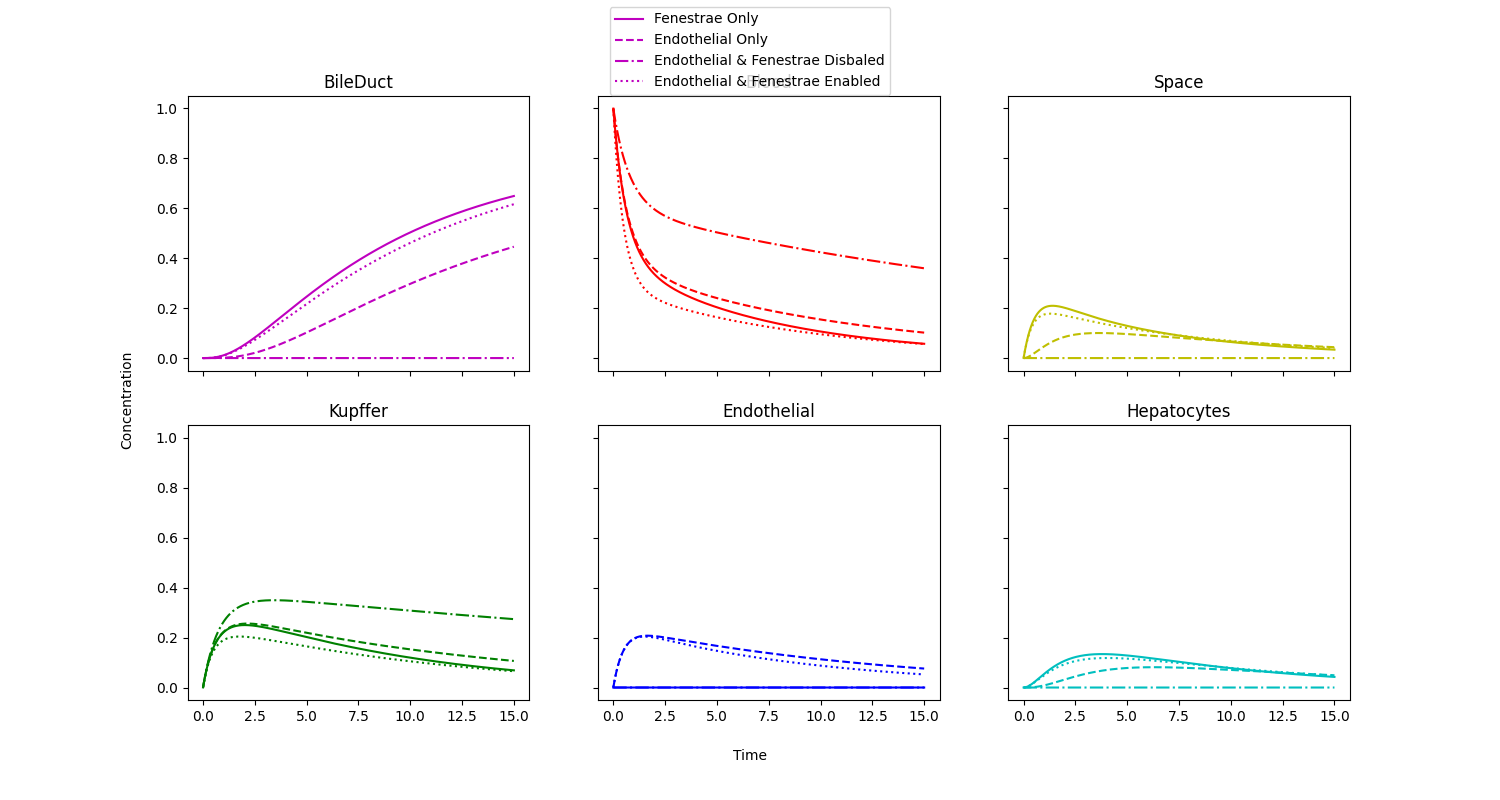 Fenestrae Only
Endothelial Only
Endothelial & Fenestrae Disbaled
Endothelial & Fenestrae Enabled
BileDuct
Blood
Space
1.0
0.8
0.6
0.4
0.2
0.0
Concentration
Kupffer
Endothelial
Hepatocytes
1.0
0.8
0.6
0.4
0.2
0.0
0.0 2.5 5.0 7.5 10.0 12.5 15.0
0.0 2.5 5.0 7.5 10.0 12.5 15.0
0.0 2.5 5.0 7.5 10.0 12.5 15.0
Time